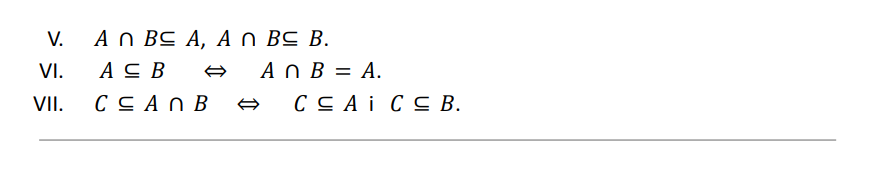 V. A ∩ B⊆ A, A ∩ B⊆ B.
VI. A ⊆ B ⇔ A ∩ B = A.
VII. C ⊆ A ∩ B ⇔ C ⊆ A i C ⊆ B.